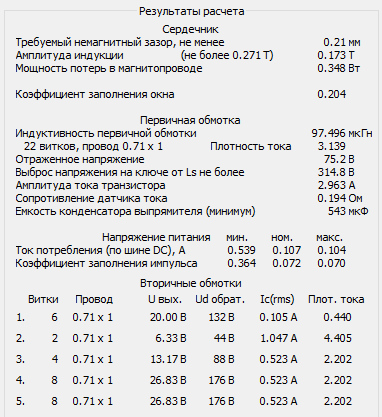 Результаты расчета
Сердечник
Требуемый немагнитный зазор, не менее 0.21 мм
Амплитуда индукции (не более 0.271 Т) 0.173 Т
Мощность потерь в магнитопроводе 0.348 Вт
Коэффициент заполнения окна 0.204
Первичная обмотка
Индуктивность первичной обмотки 97.496 мкГн
22 витков, провод 0.71 x 1 Плотность тока 3.139
Отраженное напряжение 75.2 В
Выброс напряжения на ключе от Ls не более 314.8 В
Амплитуда тока транзистора 2.963 А
Сопротивление датчика тока 0.194 Ом
Емкость конденсатора выпрямителя (минимум) 543 мкФ
Напряжение питания мин. ном. макс.
Ток потребления (по шине DC), А 0.539 0.107 0.104
Коэффициент заполнения импульса 0.364 0.072 0.070
Вторичные обмотки
Витки Провод U вых. Ud обрат. Ic(rms) Плот. тока
1. 6 0.71 x 1 20.00 В 132 В 0.105 А 0.440
2. 2 0.71 x 1 6.33 В 44 В 1.047 А 4.405
3. 4 0.71 x 1 13.17 В 88 В 0.523 А 2.202
4. 8 0.71 x 1 26.83 В 176 В 0.523 А 2.202
5. 8 0.71 x 1 26.83 В 176 В 0.523 А 2.202